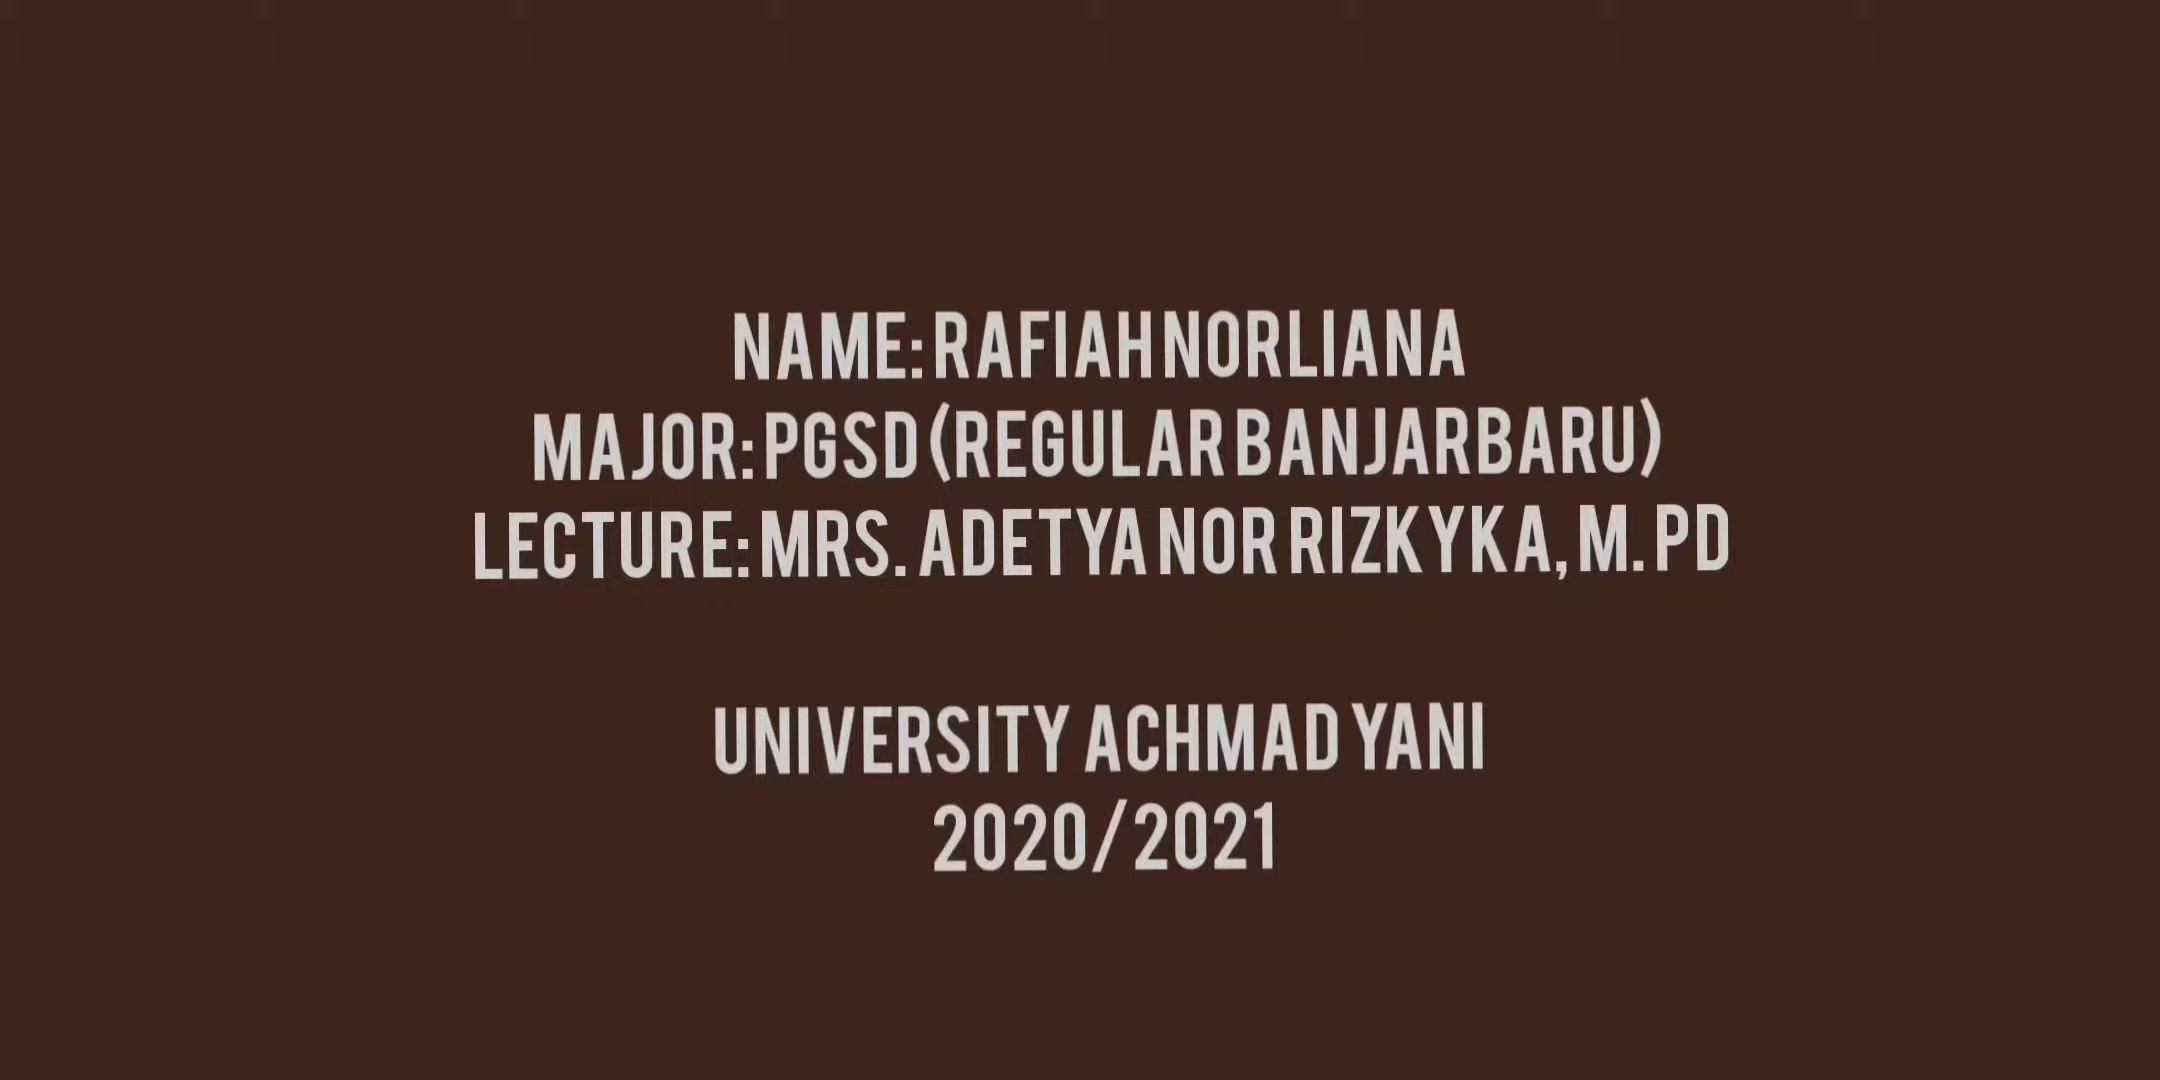 NAME: RAFIAH NORLIANA
MAJOR: PGSD (REGULAR BANJARBARU)
LECTURE: MRS. ADETYA NOR RIZKYKA, M. PD
UNIVERSITY ACHMAD YANI
2020/2021